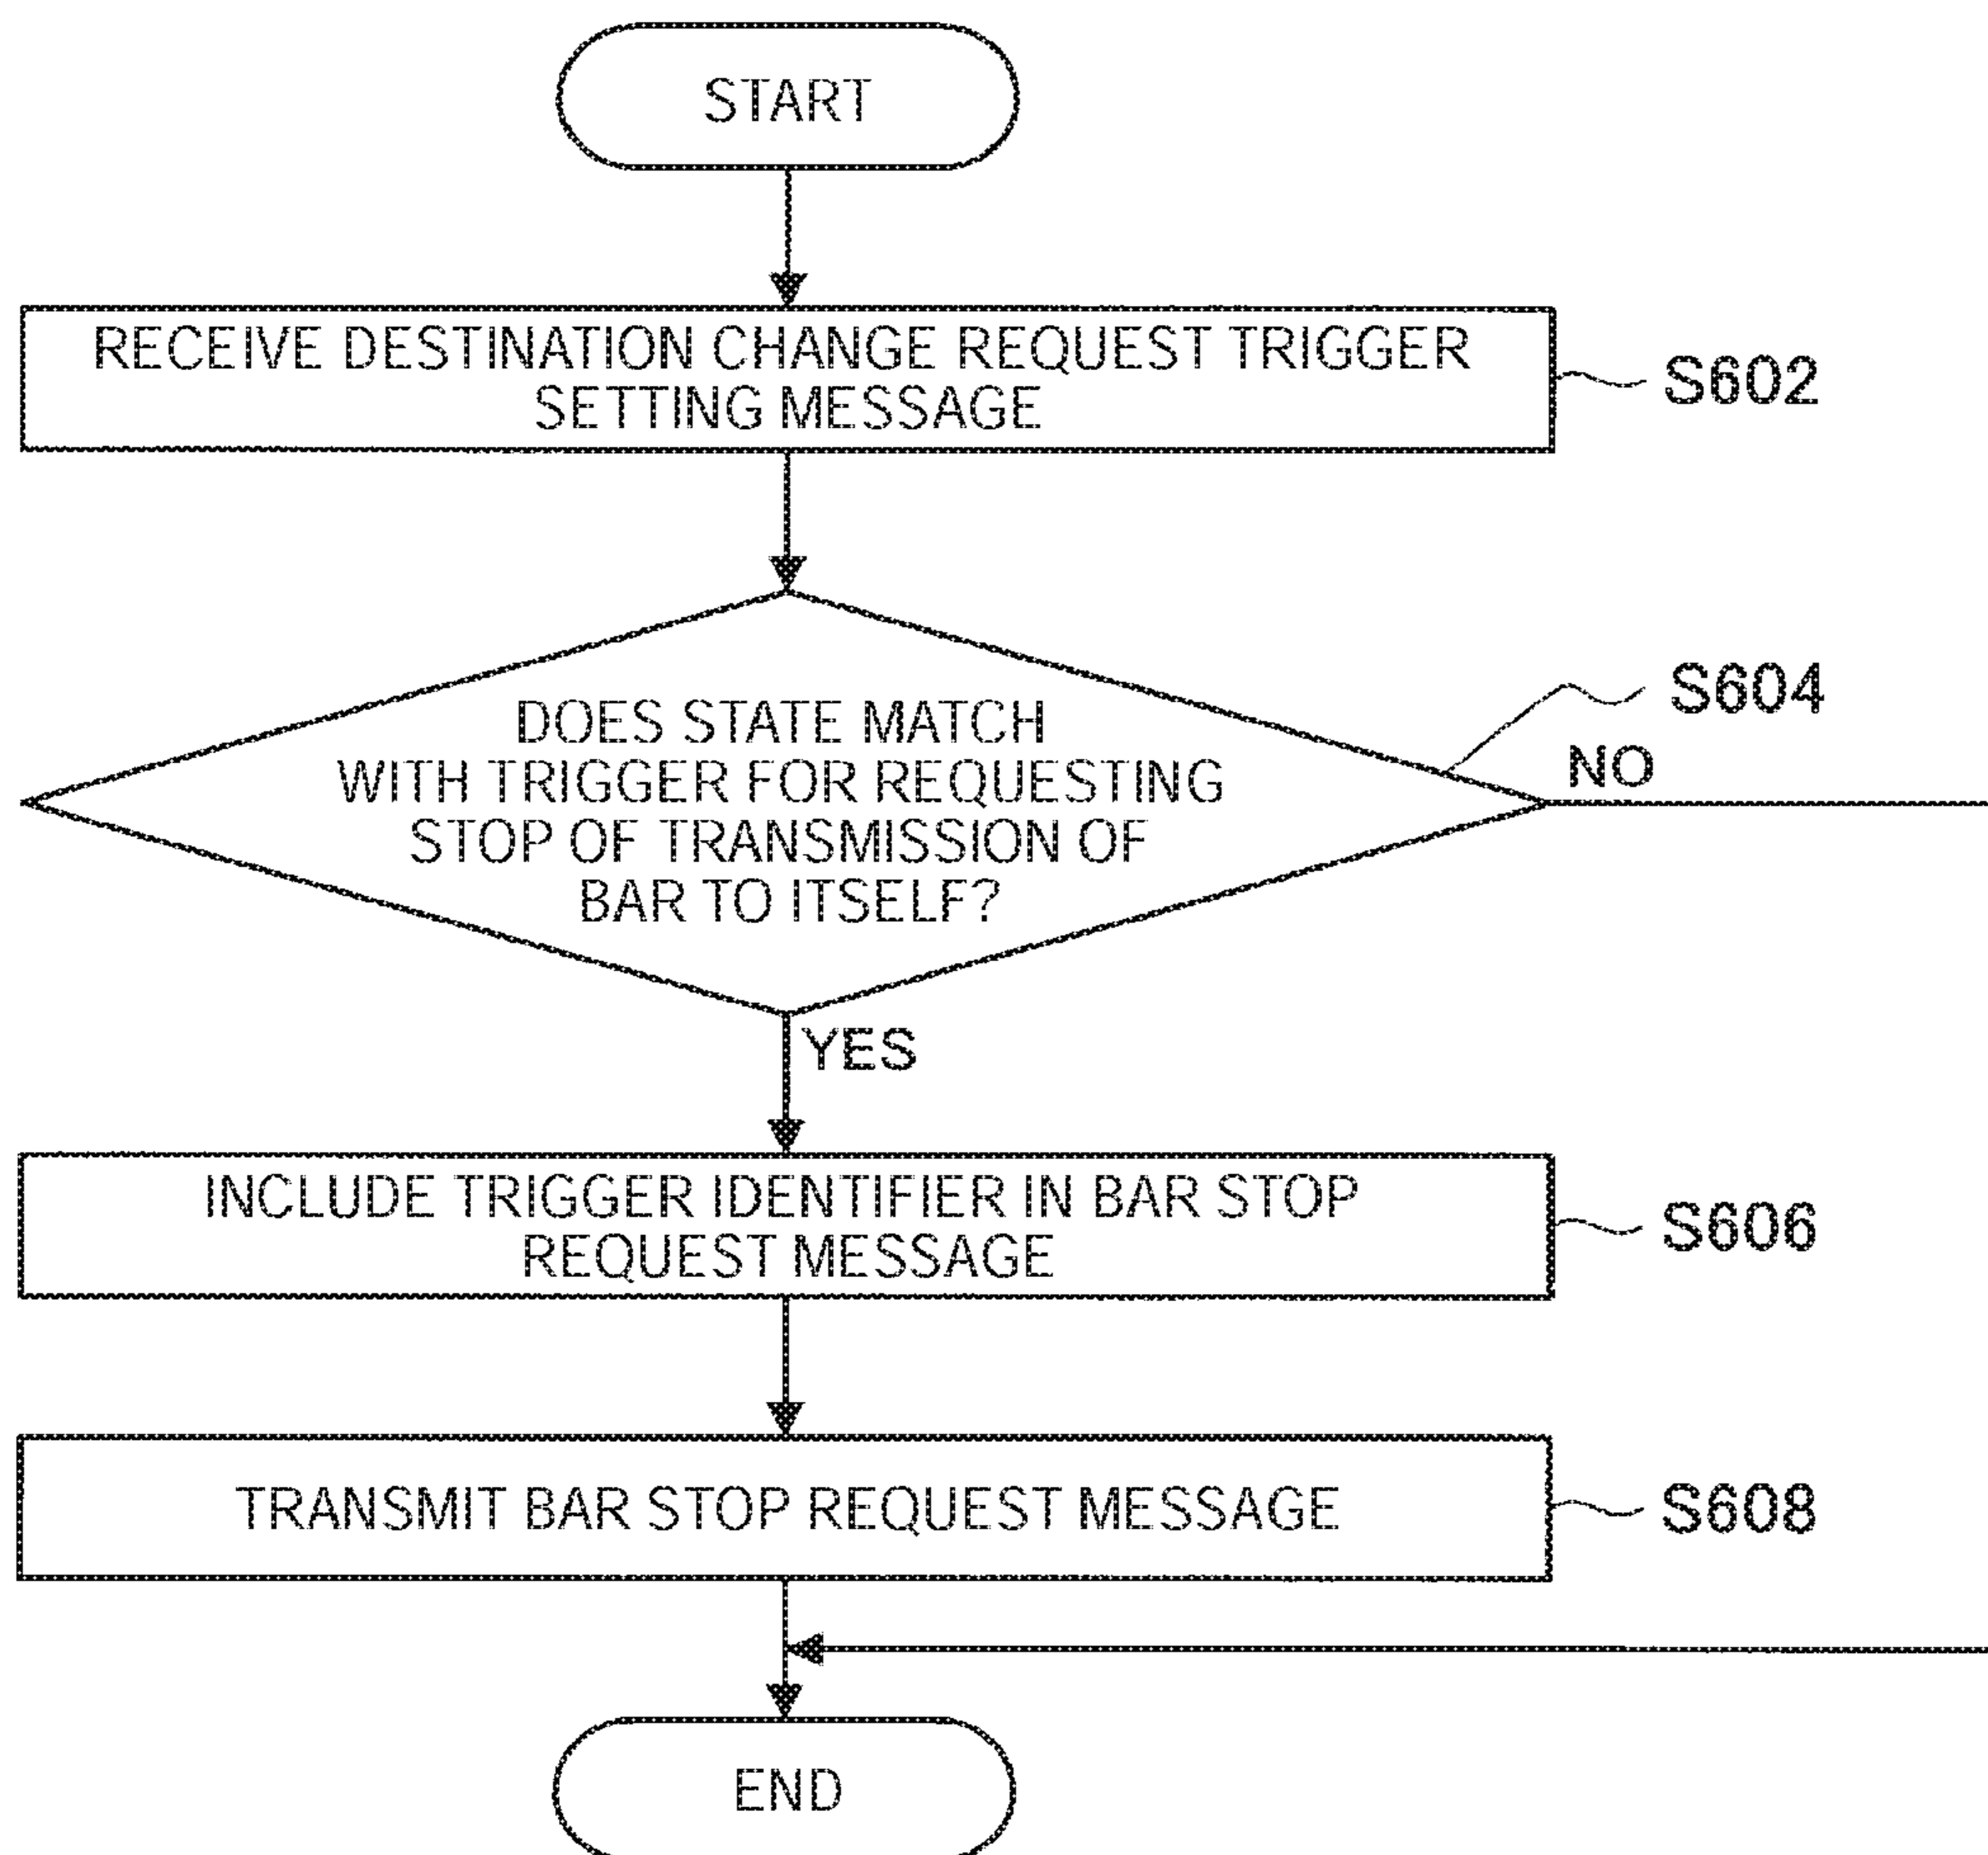 START
RECEIVE DESTINATION CHANGE REQUEST TRIGGER
SETTING MESSAGE
S602
DOES STATE MATCH
WITH TRIGGER FOR REQUESTING
STOP OF TRANSMISSION OF
BAR TO ITSELF?
S604
NO
YES
INCLUDE TRIGGER IDENTIFIER IN BAR STOP
REQUEST MESSAGE
S606
TRANSMIT BAR STOP REQUEST MESSAGE
S608
END